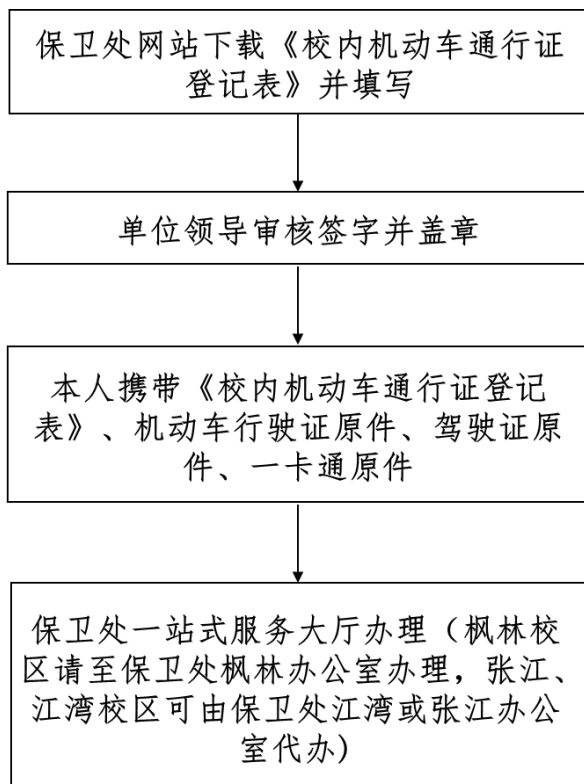 保卫处网站下载《校内机动车通行证
登记表》并填写
单位领导审核签字并盖章
本人携带《校内机动车通行证登记
表》、机动车行驶证原件、驾驶证原
件、一卡通原件
保卫处一站式服务大厅办理（枫林校
区请至保卫处枫林办公室办理，张江、
江湾校区可由保卫处江湾或张江办公
室代办）